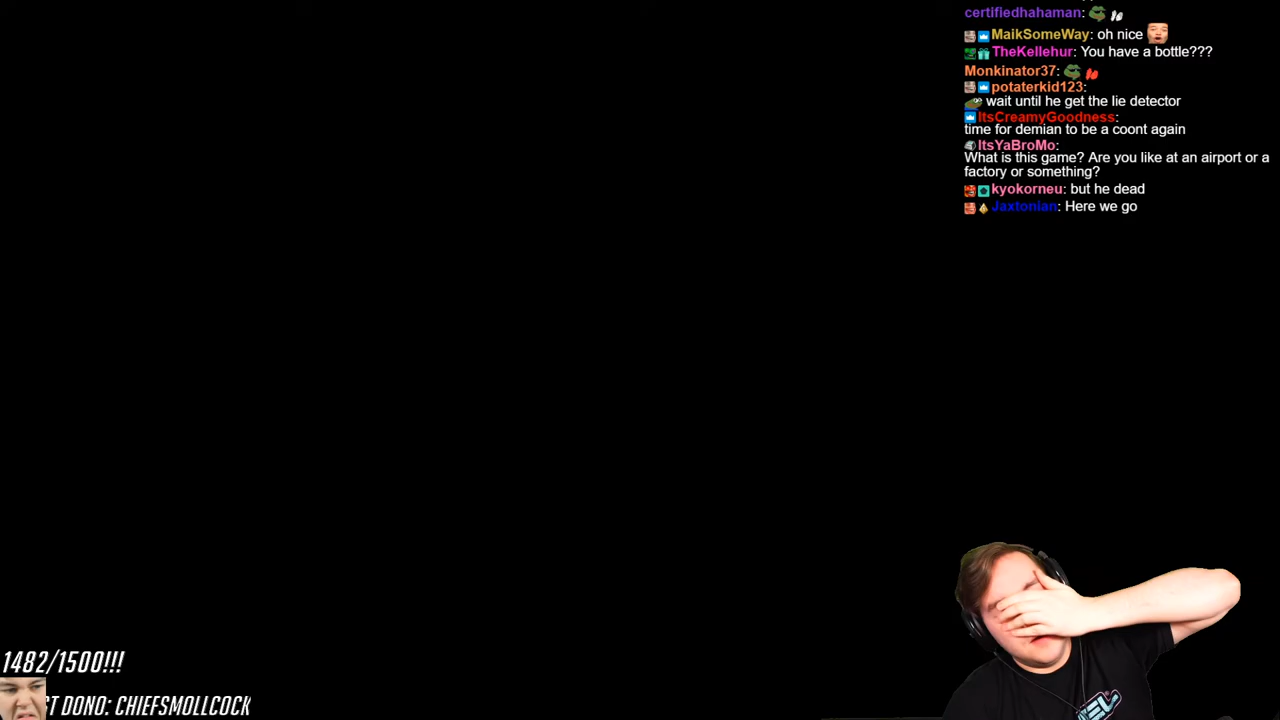 certifiedhahaman:
MaikSomeWay: oh nice
TheKellehur: You have a bottle???
Monkinator37:
potaterkid123:
wait until he get the lie detector
ItsCreamyGoodness:
time for demian to be a coont again
ItsYaBroMo:
What is this game? Are you like at an airport or a
factory or something?
kyokorneu: but he dead
Jaxtonian: Here we go
1482/1500!!!
ST DONO: CHIEFSMOLLCOCK